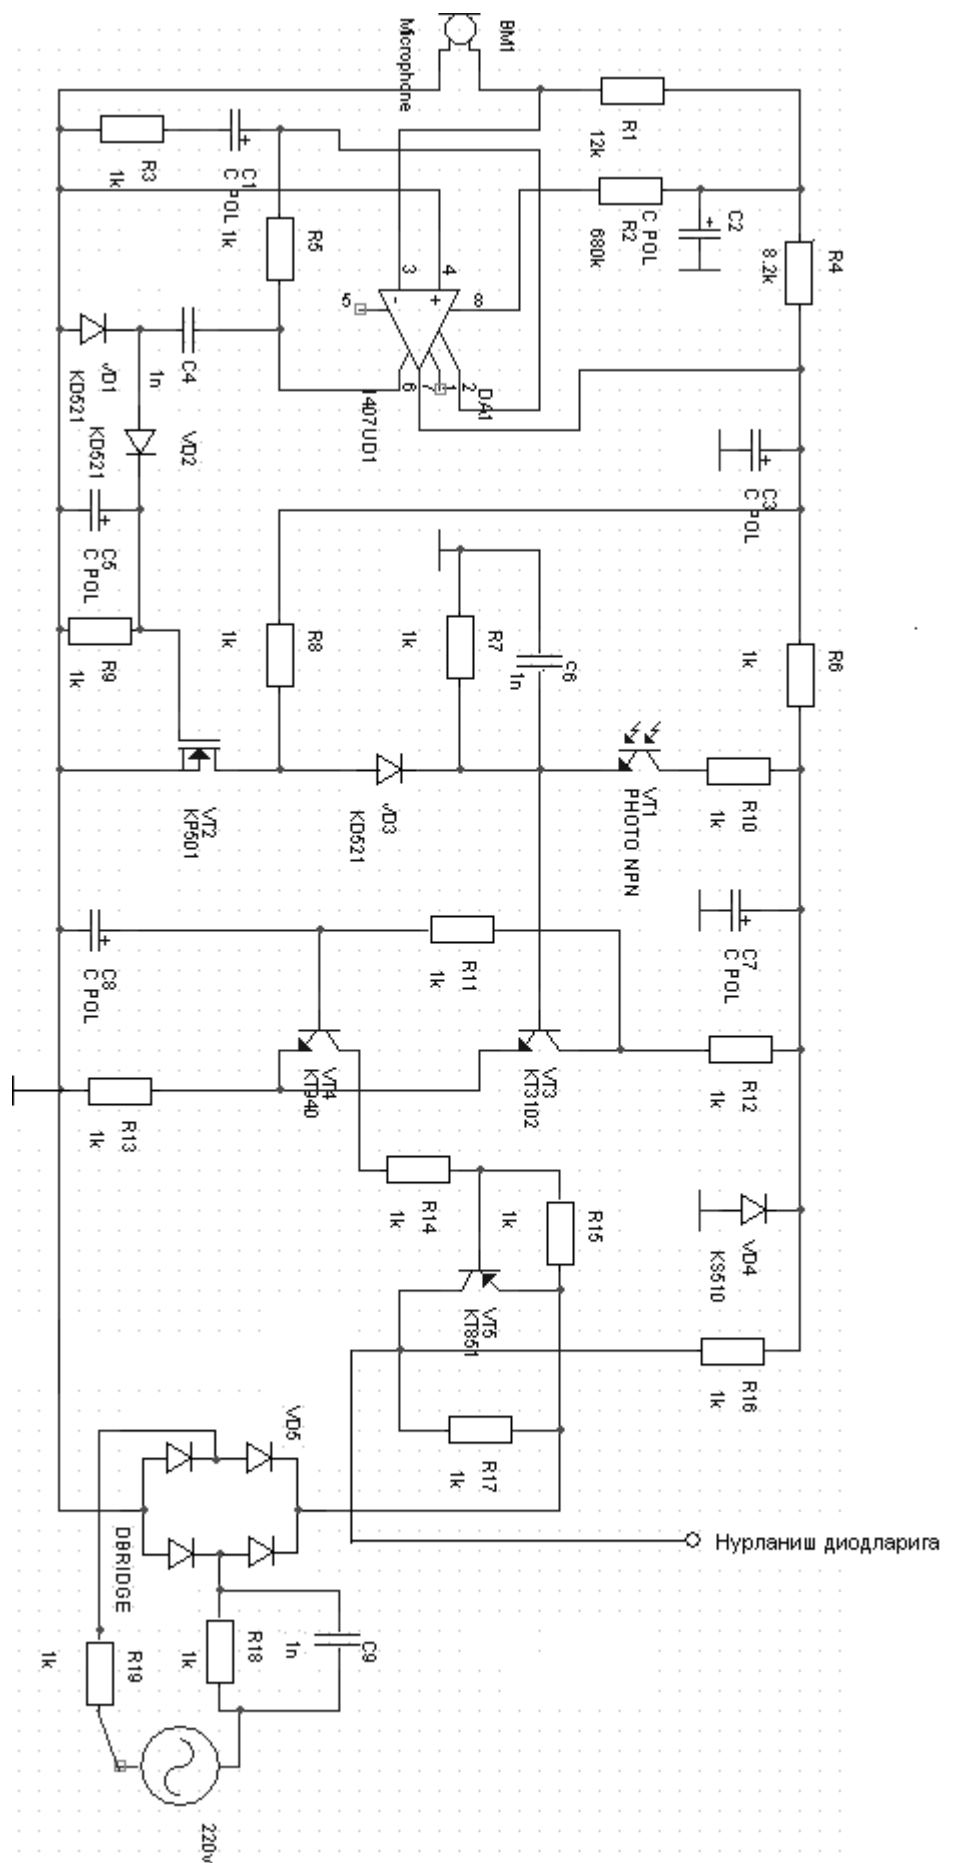 BM1
Microphone
R1
12k
R3
1k
C1
C POL
1k
R5
R2
680k
C POL
C2
R4
8.2k
3
4
5
-
+
8
6
7
1
2
DA1
1407UD1
VD1
KD521
C4
1n
VD2
KD521
C3
C POL
C5
C POL
R9
1k
R8
1k
R7
1k
C6
1n
R6
1k
VT2
KP501
VD3
KD521
VT1
PHOTO NPN
R10
1k
C8
C POL
R11
1k
C7
C POL
VT4
KT940
VT3
KT3102
R12
1k
R13
1k
R14
1k
R15
1k
VD4
KS510
VT5
KT851
R16
1k
R17
1k
VD5
DBRIDGE
Нурланиш диодларига
R19
1k
R18
1k
C9
1n
220v